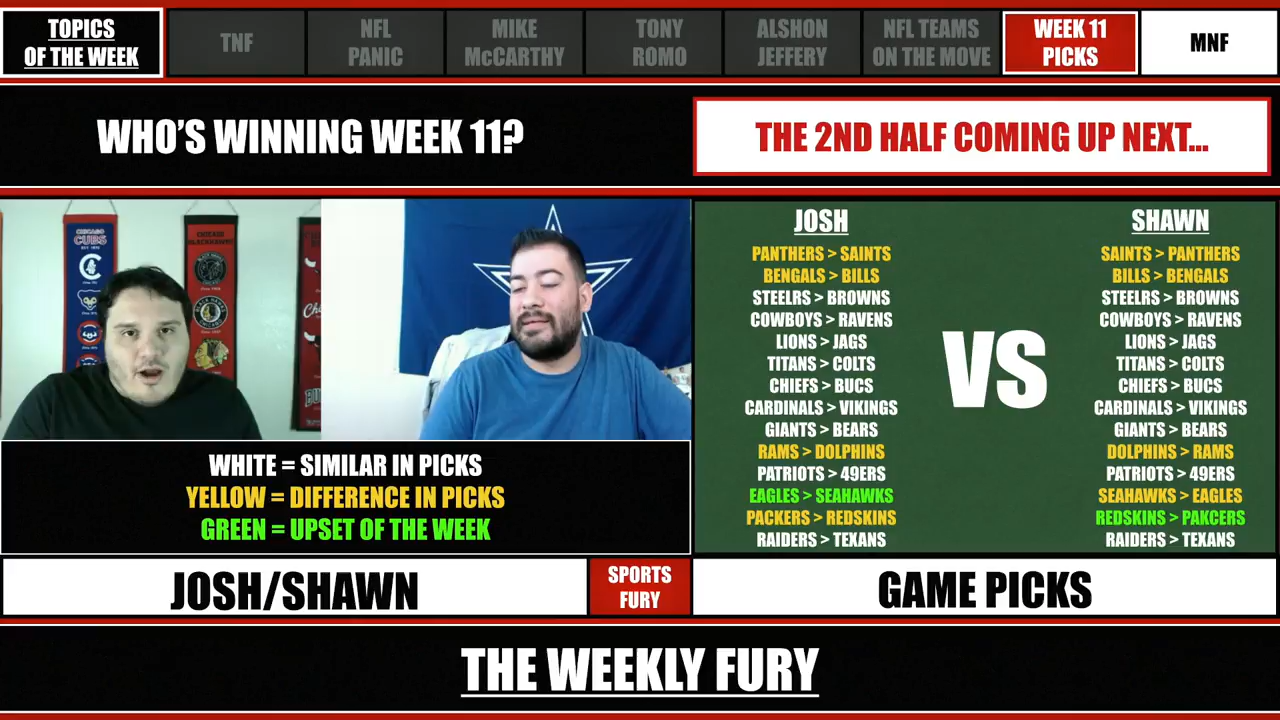 TOPICS
OF THE WEEK
TNF
NFL
PANIC
MIKE
McCARTHY
TONY
ROMO
ALSHON
JEFFERY
NFL TEAMS
ON THE MOVE
WEEK 11
PICKS
MNF
WHO'S WINNING WEEK 11?
THE 2ND HALF COMING UP NEXT...
CHICAGO
CUBS
CHICAGO
BLACKHAWKS
JOSH
PANTHERS > SAINTS
BENGALS > BILLS
STEELRS > BROWNS
COWBOYS > RAVENS
LIONS > JAGS
TITANS > COLTS
CHIEFS > BUCS
CARDINALS > VIKINGS
GIANTS > BEARS
RAMS > DOLPHINS
PATRIOTS > 49ERS
EAGLES > SEAHAWKS
PACKERS > REDSKINS
RAIDERS > TEXANS
VS
SHAWN
SAINTS > PANTHERS
BILLS > BENGALS
STEELRS > BROWNS
COWBOYS > RAVENS
LIONS > JAGS
TITANS > COLTS
CHIEFS > BUCS
CARDINALS > VIKINGS
GIANTS > BEARS
DOLPHINS > RAMS
PATRIOTS > 49ERS
SEAHAWKS > EAGLES
REDSKINS > PAKCERS
RAIDERS > TEXANS
WHITE = SIMILAR IN PICKS
YELLOW = DIFFERENCE IN PICKS
GREEN = UPSET OF THE WEEK
JOSH/SHAWN
SPORTS
FURY
GAME PICKS
THE WEEKLY FURY